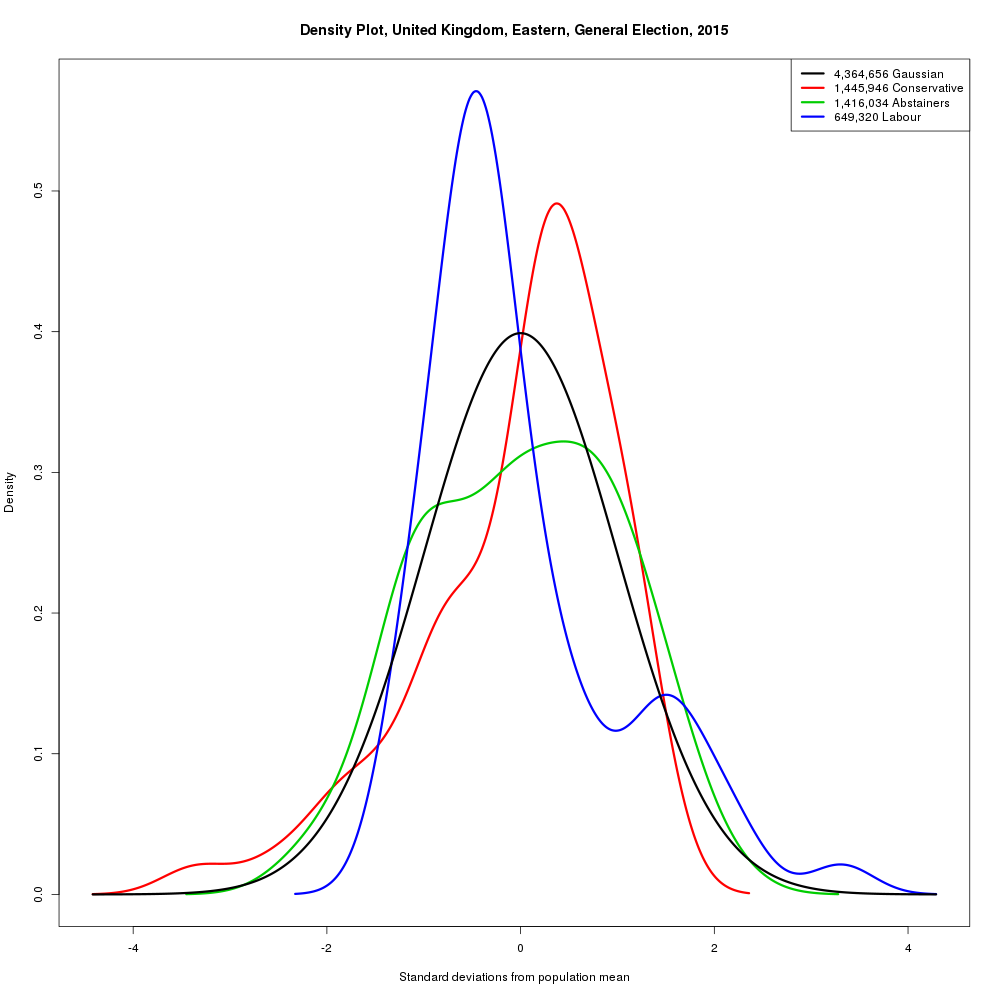 Density Plot, United Kingdom, Eastern, General Election, 2015
4,364,656 Gaussian
1,445,946 Conservative
1,416,034 Abstainers
649,320 Labour
Density
0.5
0.4
0.3
0.2
0.1
0.0
-4 -2 0 2 4
Standard deviations from population mean